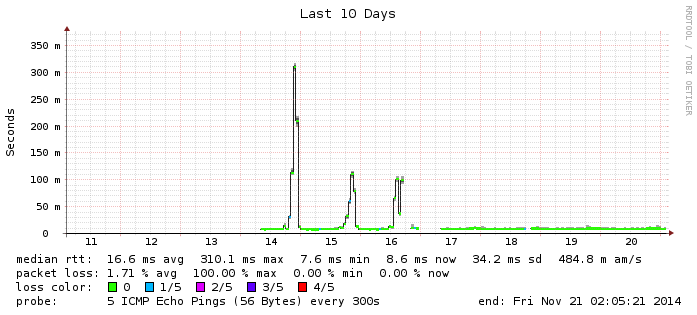 Last 10 Days
RRDTOOL / TOBI OETIKER
Seconds
350 m
300 m
250 m
200 m
150 m
100 m
50 m
0
11 12 13 14 15 16 17 18 19 20
median rtt: 16.6 ms avg 310.1 ms max 7.6 ms min 8.6 ms now 34.2 ms sd 484.8 m am/s
packet loss: 1.71 % avg 100.00 % max 0.00 % min 0.00 % now
loss color: 0 1/5 2/5 3/5 4/5
probe: 5 ICMP Echo Pings (56 Bytes) every 300s end: Fri Nov 21 02:05:21 2014